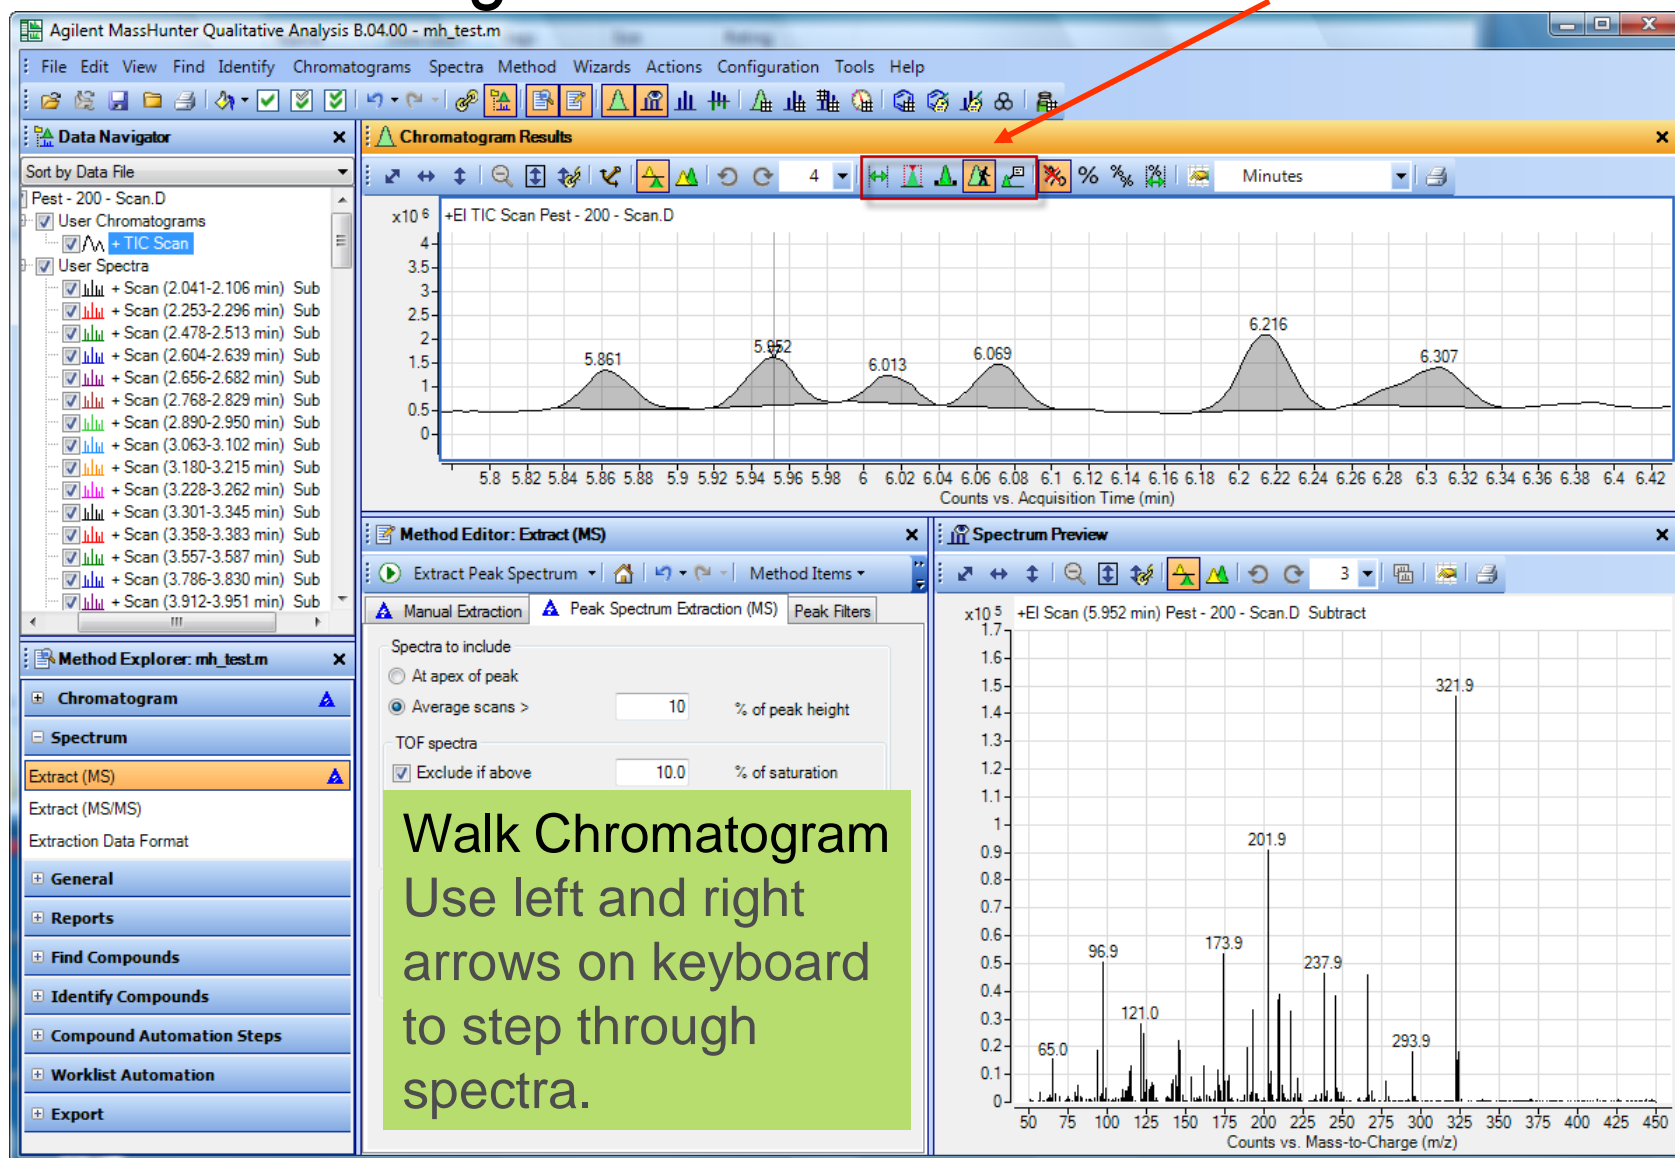 Agilent MassHunter Qualitative Analysis B.04.00 - mh_test.m
File Edit View Find Identify Chromatograms Spectra Method Wizards Actions Configuration Tools Help
Data Navigator
Sort by Data File
Pest - 200 - Scan.D
User Chromatograms
+ TIC Scan
User Spectra
+ Scan (2.041-2.106 min) Sub
+ Scan (2.253-2.296 min) Sub
+ Scan (2.478-2.513 min) Sub
+ Scan (2.604-2.639 min) Sub
+ Scan (2.656-2.682 min) Sub
+ Scan (2.768-2.829 min) Sub
+ Scan (2.890-2.950 min) Sub
+ Scan (3.063-3.102 min) Sub
+ Scan (3.180-3.215 min) Sub
+ Scan (3.228-3.262 min) Sub
+ Scan (3.301-3.345 min) Sub
+ Scan (3.358-3.383 min) Sub
+ Scan (3.557-3.587 min) Sub
+ Scan (3.786-3.830 min) Sub
+ Scan (3.912-3.951 min) Sub
Method Explorer: mh_test.m
Chromatogram
Spectrum
Extract (MS)
Extract (MS/MS)
Extraction Data Format
General
Reports
Find Compounds
Identify Compounds
Compound Automation Steps
Worklist Automation
Export
Chromatogram Results
4 % Minutes
x10 6 +EI TIC Scan Pest - 200 - Scan.D
4
3.5
3
2.5
2
1.5
1
0.5
0
5.861 5.952 6.013 6.069 6.216 6.307
5.8 5.82 5.84 5.86 5.88 5.9 5.92 5.94 5.96 5.98 6 6.02 6.04 6.06 6.08 6.1 6.12 6.14 6.16 6.18 6.2 6.22 6.24 6.26 6.28 6.3 6.32 6.34 6.36 6.38 6.4 6.42
Counts vs. Acquisition Time (min)
Method Editor: Extract (MS)
Extract Peak Spectrum Method Items
Manual Extraction Peak Spectrum Extraction (MS) Peak Filters
Spectra to include
At apex of peak
Average scans > 10 % of peak height
TOF spectra
Exclude if above 10.0 % of saturation
Walk Chromatogram
Use left and right
arrows on keyboard
to step through
spectra.
Spectrum Preview
3
x10 5 +EI Scan (5.952 min) Pest - 200 - Scan.D Subtract
1.7
1.6
1.5
1.4
1.3
1.2
1.1
1
0.9
0.8
0.7
0.6
0.5
0.4
0.3
0.2
0.1
0
65.0 96.9 121.0 173.9 201.9 237.9 293.9 321.9
50 75 100 125 150 175 200 225 250 275 300 325 350 375 400 425 450
Counts vs. Mass-to-Charge (m/z)